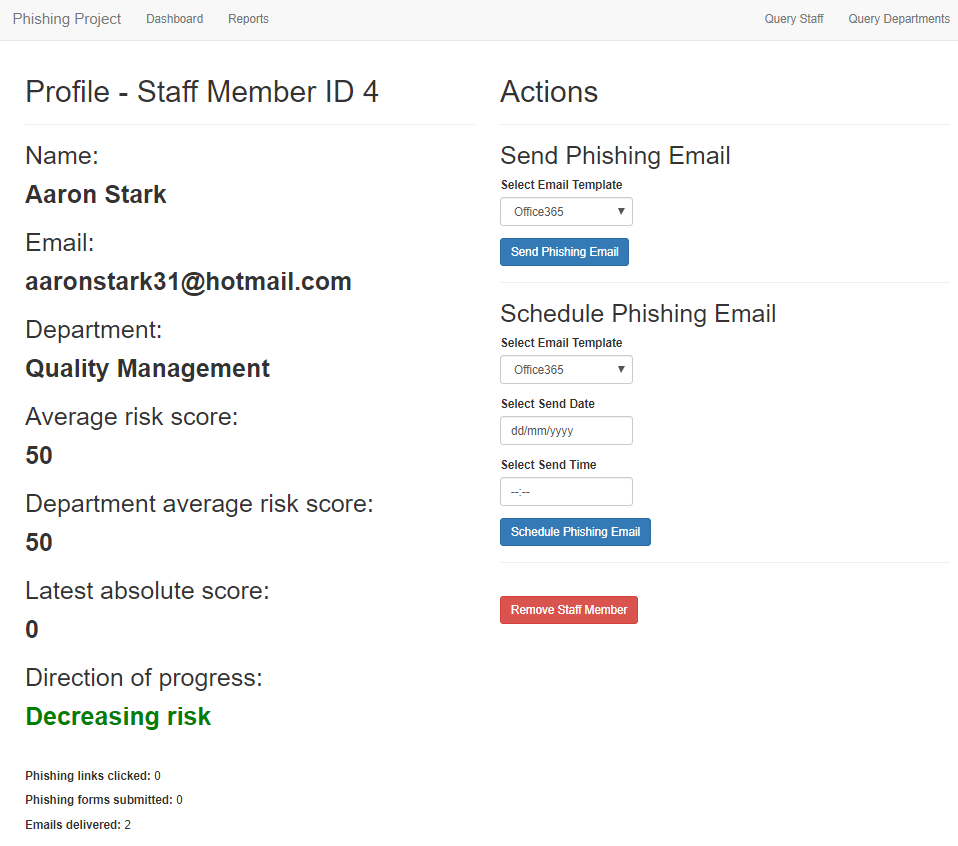 Phishing Project Dashboard Reports Query Staff Query Departments
Profile - Staff Member ID 4
Name:
Aaron Stark
Email:
aaronstark31@hotmail.com
Department:
Quality Management
Average risk score:
50
Department average risk score:
50
Latest absolute score:
0
Direction of progress:
Decreasing risk
Phishing links clicked: 0
Phishing forms submitted: 0
Emails delivered: 2
Actions
Send Phishing Email
Select Email Template
Office365
Send Phishing Email
Schedule Phishing Email
Select Email Template
Office365
Select Send Date
dd/mm/yyyy
Select Send Time
--:--
Schedule Phishing Email
Remove Staff Member